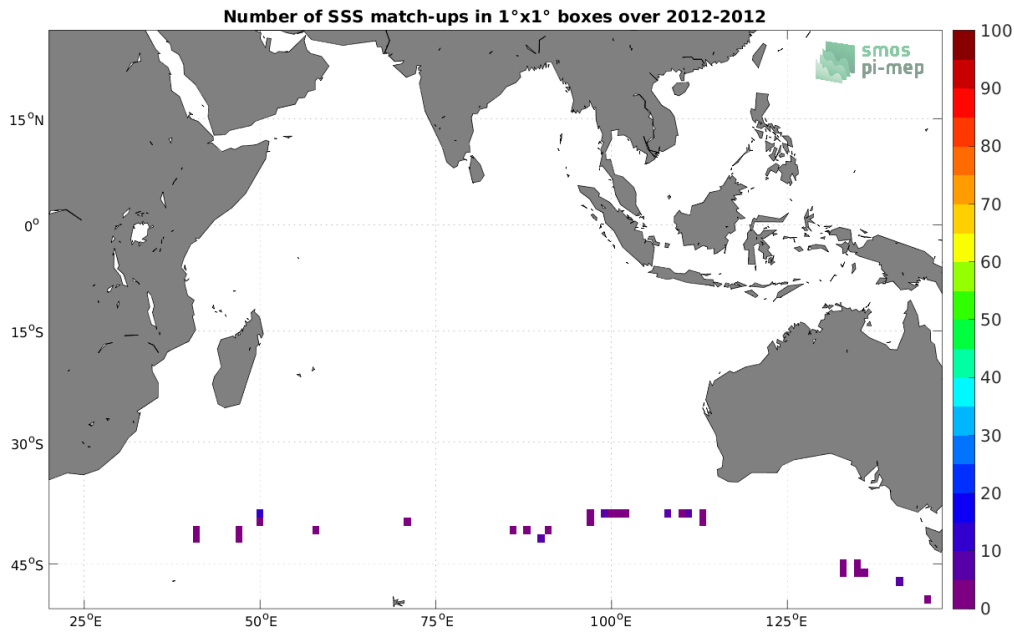 Number of SSS match-ups in 1°x1° boxes over 2012-2012
smos
pi-mep
15°N
0°
15°S
30°S
45°S
25°E
50°E
75°E
100°E
125°E
100
90
80
70
60
50
40
30
20
10
0